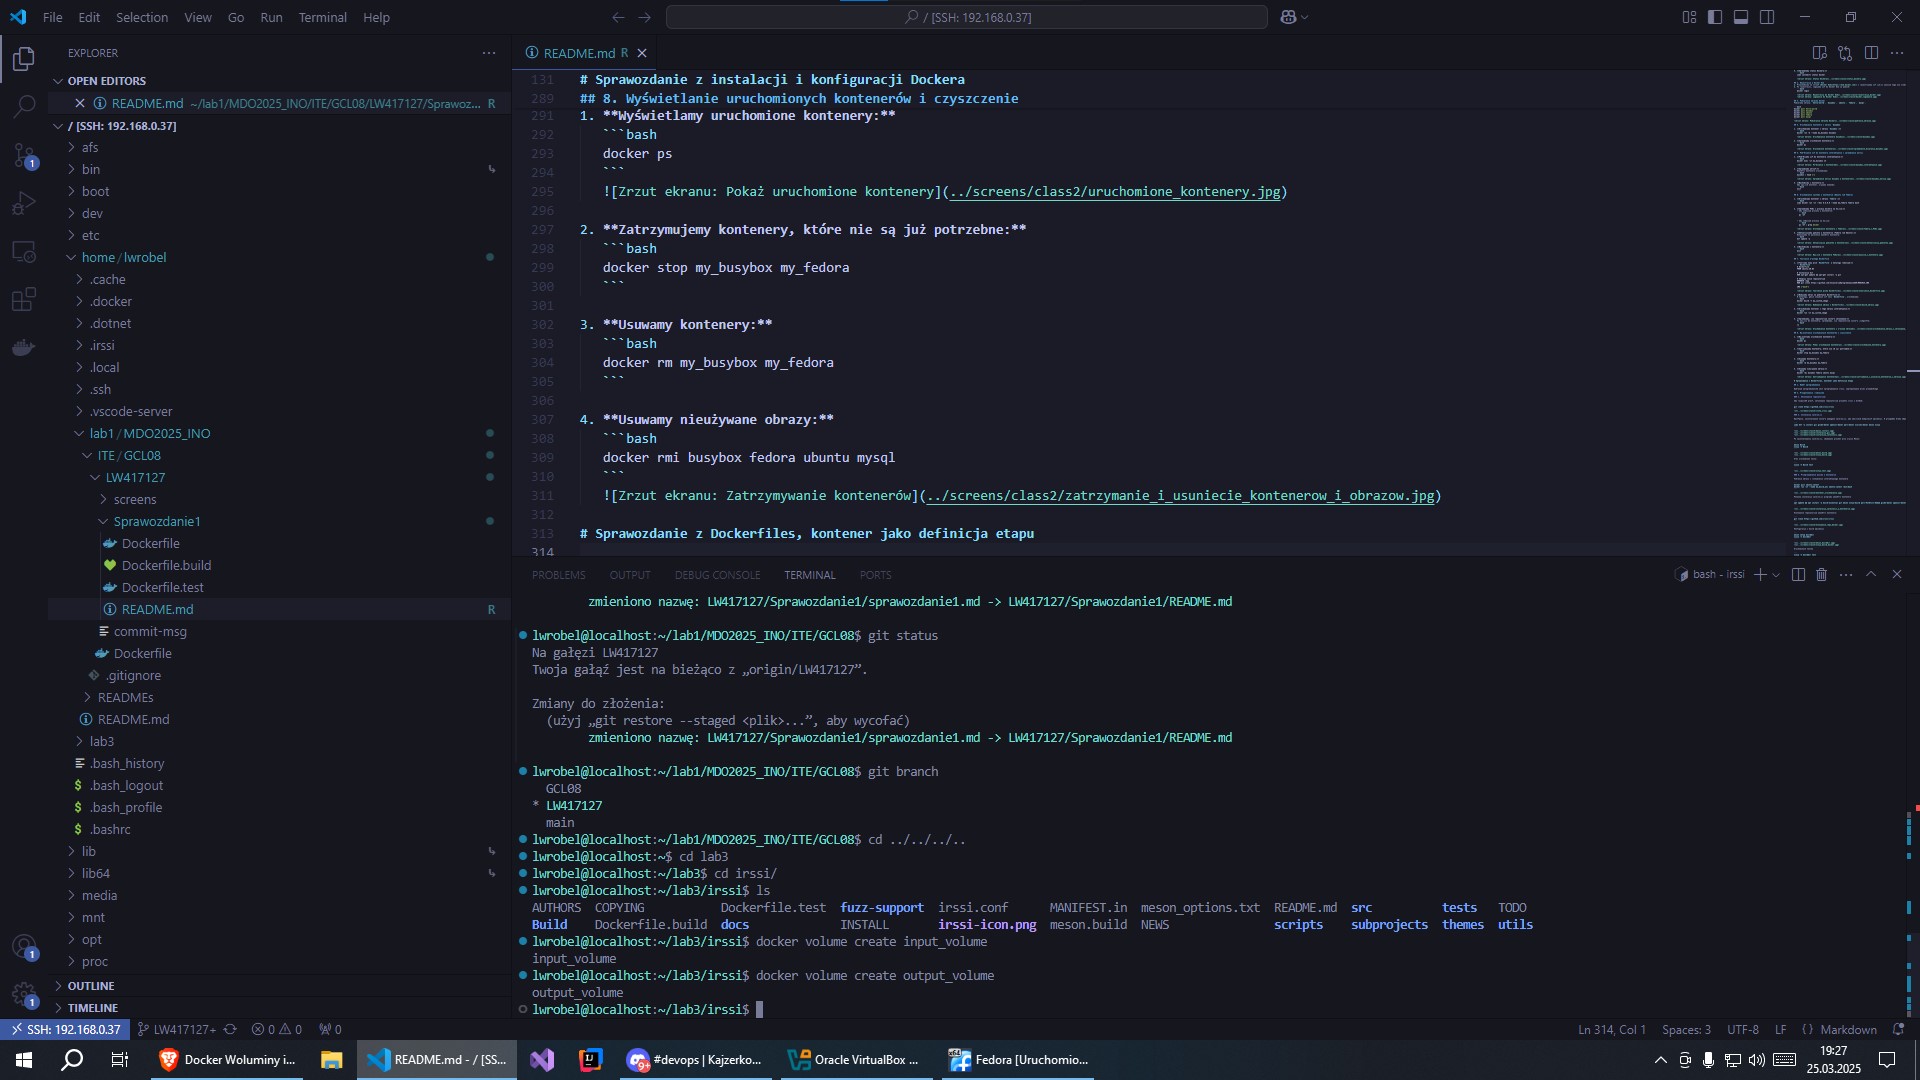 File Edit Selection View Go Run Terminal Help
/ [SSH: 192.168.0.37]
EXPLORER
OPEN EDITORS
README.md ~/lab1/MDO2025_INO/ITE/GCL08/LW417127/Sprawoz... R
/ [SSH: 192.168.0.37]
afs
bin
boot
dev
etc
home / lwrobel
.cache
.docker
.dotnet
.irssi
.local
.ssh
.vscode-server
lab1 / MDO2025_INO
ITE / GCL08
LW417127
screens
Sprawozdanie1
Dockerfile
Dockerfile.build
Dockerfile.test
README.md R
commit-msg
Dockerfile
.gitignore
READMEs
README.md
lab3
.bash_history
.bash_logout
.bash_profile
.bashrc
lib
lib64
media
mnt
opt
proc
OUTLINE
TIMELINE
README.md R
131 # Sprawozdanie z instalacji i konfiguracji Dockera
289 ## 8. Wyświetlanie uruchomionych kontenerów i czyszczenie
291 1. **Wyświetlamy uruchomione kontenery:**
292 ```bash
293 docker ps
294 ```
295 ![Zrzut ekranu: Pokaż uruchomione kontenery](../screens/class2/uruchomione_kontenery.jpg)
296
297 2. **Zatrzymujemy kontenery, które nie są już potrzebne:**
298 ```bash
299 docker stop my_busybox my_fedora
300 ```
301
302 3. **Usuwamy kontenery:**
303 ```bash
304 docker rm my_busybox my_fedora
305 ```
306
307 4. **Usuwamy nieużywane obrazy:**
308 ```bash
309 docker rmi busybox fedora ubuntu mysql
310 ```
311 ![Zrzut ekranu: Zatrzymywanie kontenerów](../screens/class2/zatrzymanie_i_usuniecie_kontenerow_i_obrazow.jpg)
312
313 # Sprawozdanie z Dockerfiles, kontener jako definicja etapu
314
PROBLEMS OUTPUT DEBUG CONSOLE TERMINAL PORTS
bash - irssi
zmieniono nazwę: LW417127/Sprawozdanie1/sprawozdanie1.md -> LW417127/Sprawozdanie1/README.md
lwrobel@localhost:~/lab1/MDO2025_INO/ITE/GCL08$ git status
Na gałęzi LW417127
Twoja gałąź jest na bieżąco z „origin/LW417127”.
Zmiany do złożenia:
(użyj „git restore --staged <plik>...”, aby wycofać)
zmieniono nazwę: LW417127/Sprawozdanie1/sprawozdanie1.md -> LW417127/Sprawozdanie1/README.md
lwrobel@localhost:~/lab1/MDO2025_INO/ITE/GCL08$ git branch
GCL08
* LW417127
main
lwrobel@localhost:~/lab1/MDO2025_INO/ITE/GCL08$ cd ../../../..
lwrobel@localhost:~$ cd lab3
lwrobel@localhost:~/lab3$ cd irssi/
lwrobel@localhost:~/lab3/irssi$ ls
AUTHORS COPYING Dockerfile.test fuzz-support irssi.conf MANIFEST.in meson_options.txt README.md src tests TODO
Build Dockerfile.build docs INSTALL irssi-icon.png meson.build NEWS scripts subprojects themes utils
lwrobel@localhost:~/lab3/irssi$ docker volume create input_volume
input_volume
lwrobel@localhost:~/lab3/irssi$ docker volume create output_volume
output_volume
lwrobel@localhost:~/lab3/irssi$
SSH: 192.168.0.37 LW417127+ 0 0 0 Ln 314, Col 1 Spaces: 3 UTF-8 LF {} Markdown
Docker Woluminy i... README.md - / [SS... #devops | Kajzerko... Oracle VirtualBox ... Fedora [Uruchomio...
19:27
25.03.2025